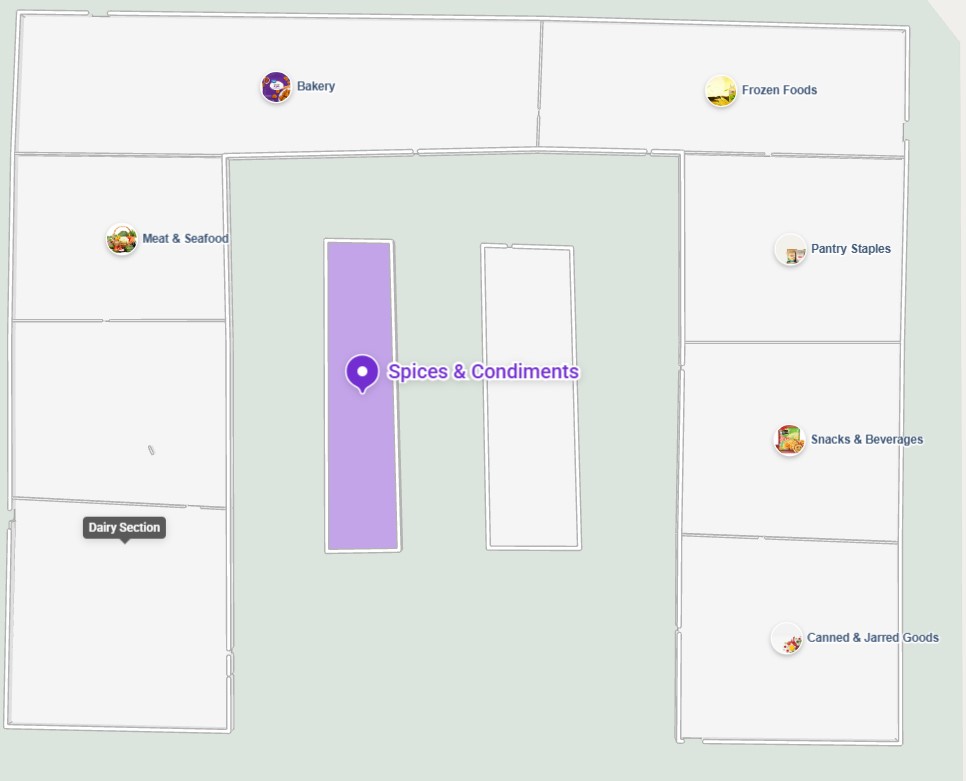 Bakery
Frozen Foods
Meat & Seafood
Pantry Staples
Spices & Condiments
Snacks & Beverages
Dairy Section
Canned & Jarred Goods